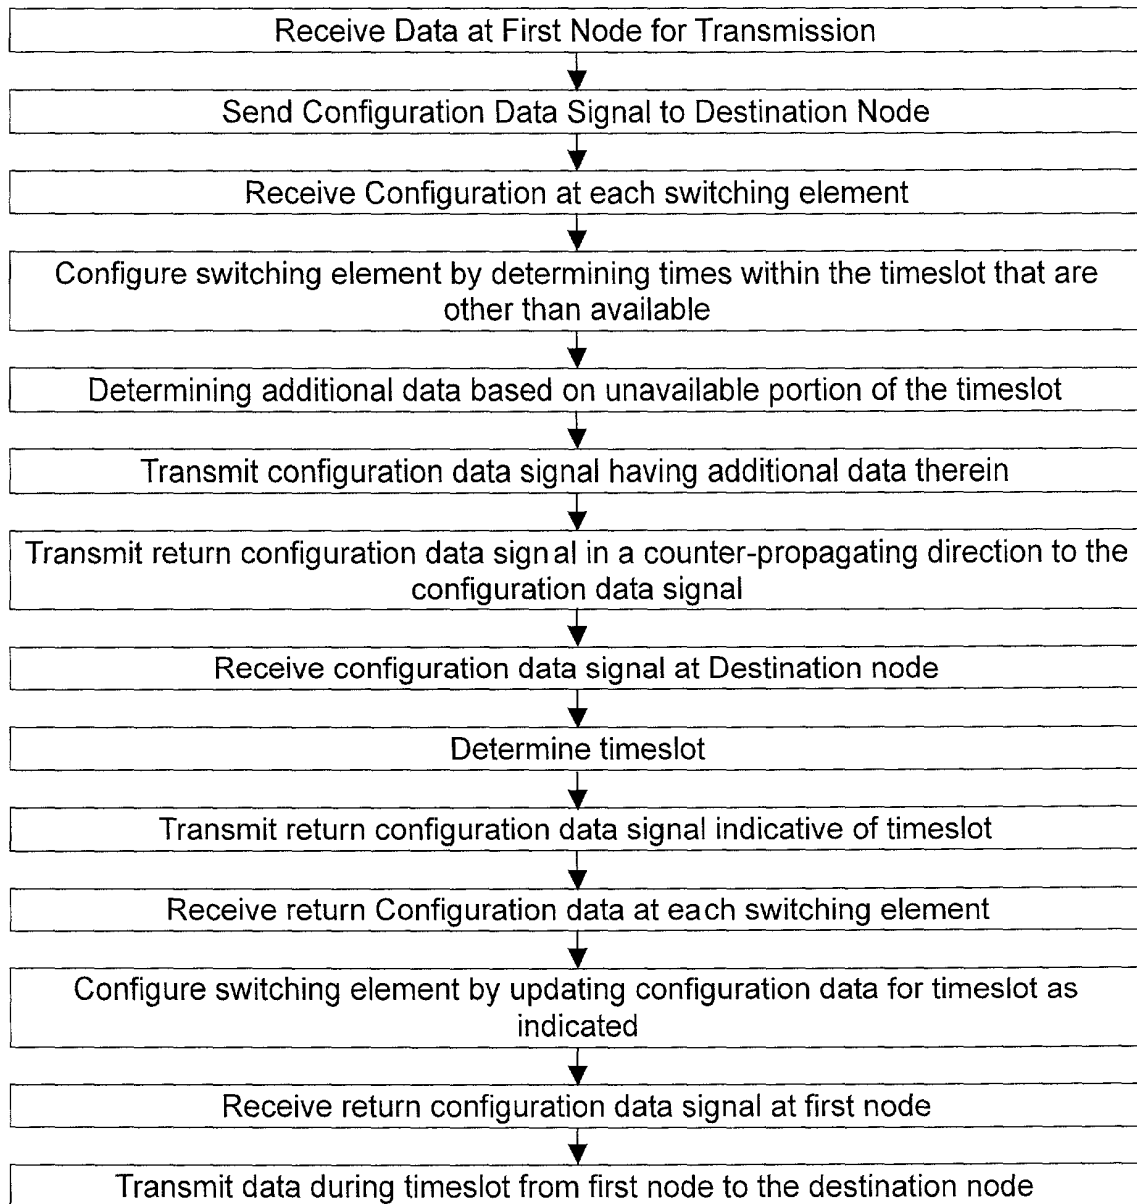 Receive Data at First Node for Transmission
Send Configuration Data Signal to Destination Node
Receive Configuration at each switching element
Configure switching element by determining times within the timeslot that are
other than available
Determining additional data based on unavailable portion of the timeslot
Transmit configuration data signal having additional data therein
Transmit return configuration data signal in a counter-propagating direction to the
configuration data signal
Receive configuration data signal at Destination node
Determine timeslot
Transmit return configuration data signal indicative of timeslot
Receive return Configuration data at each switching element
Configure switching element by updating configuration data for timeslot as
indicated
Receive return configuration data signal at first node
Transmit data during timeslot from first node to the destination node